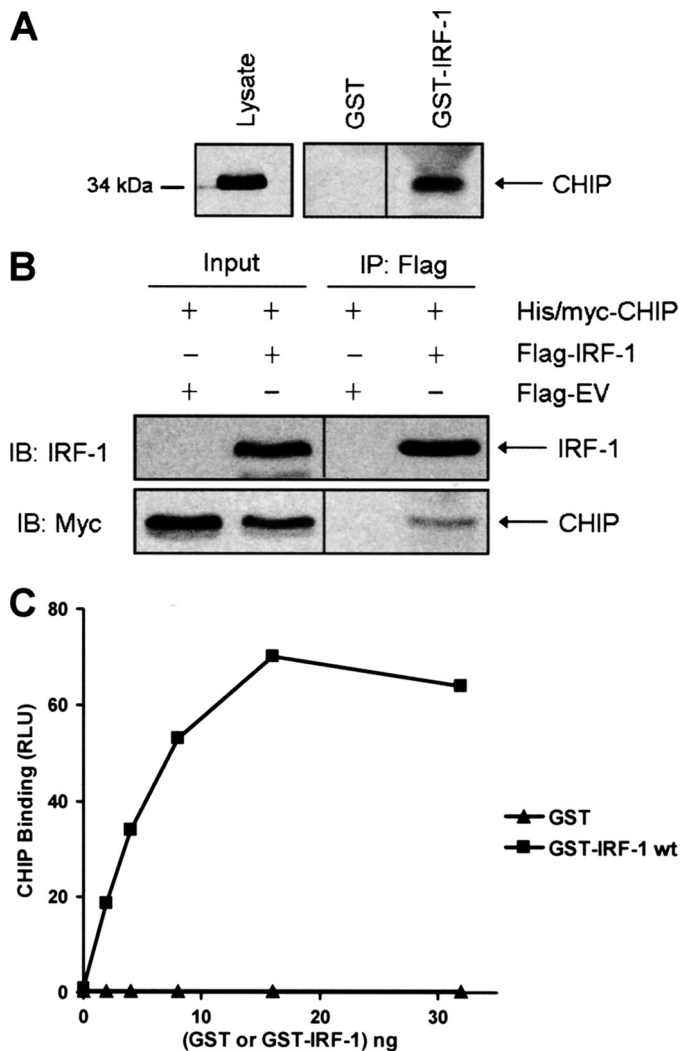 A
Lysate
GST
GST-IRF-1
34 kDa
CHIP
B
Input IP: Flag
+ + + + His/myc-CHIP
− + − + Flag-IRF-1
+ − + − Flag-EV
IB: IRF-1 IRF-1
IB: Myc CHIP
C
80
60
40
20
0
CHIP Binding (RLU)
GST
GST-IRF-1 wt
0 10 20 30
(GST or GST-IRF-1) ng